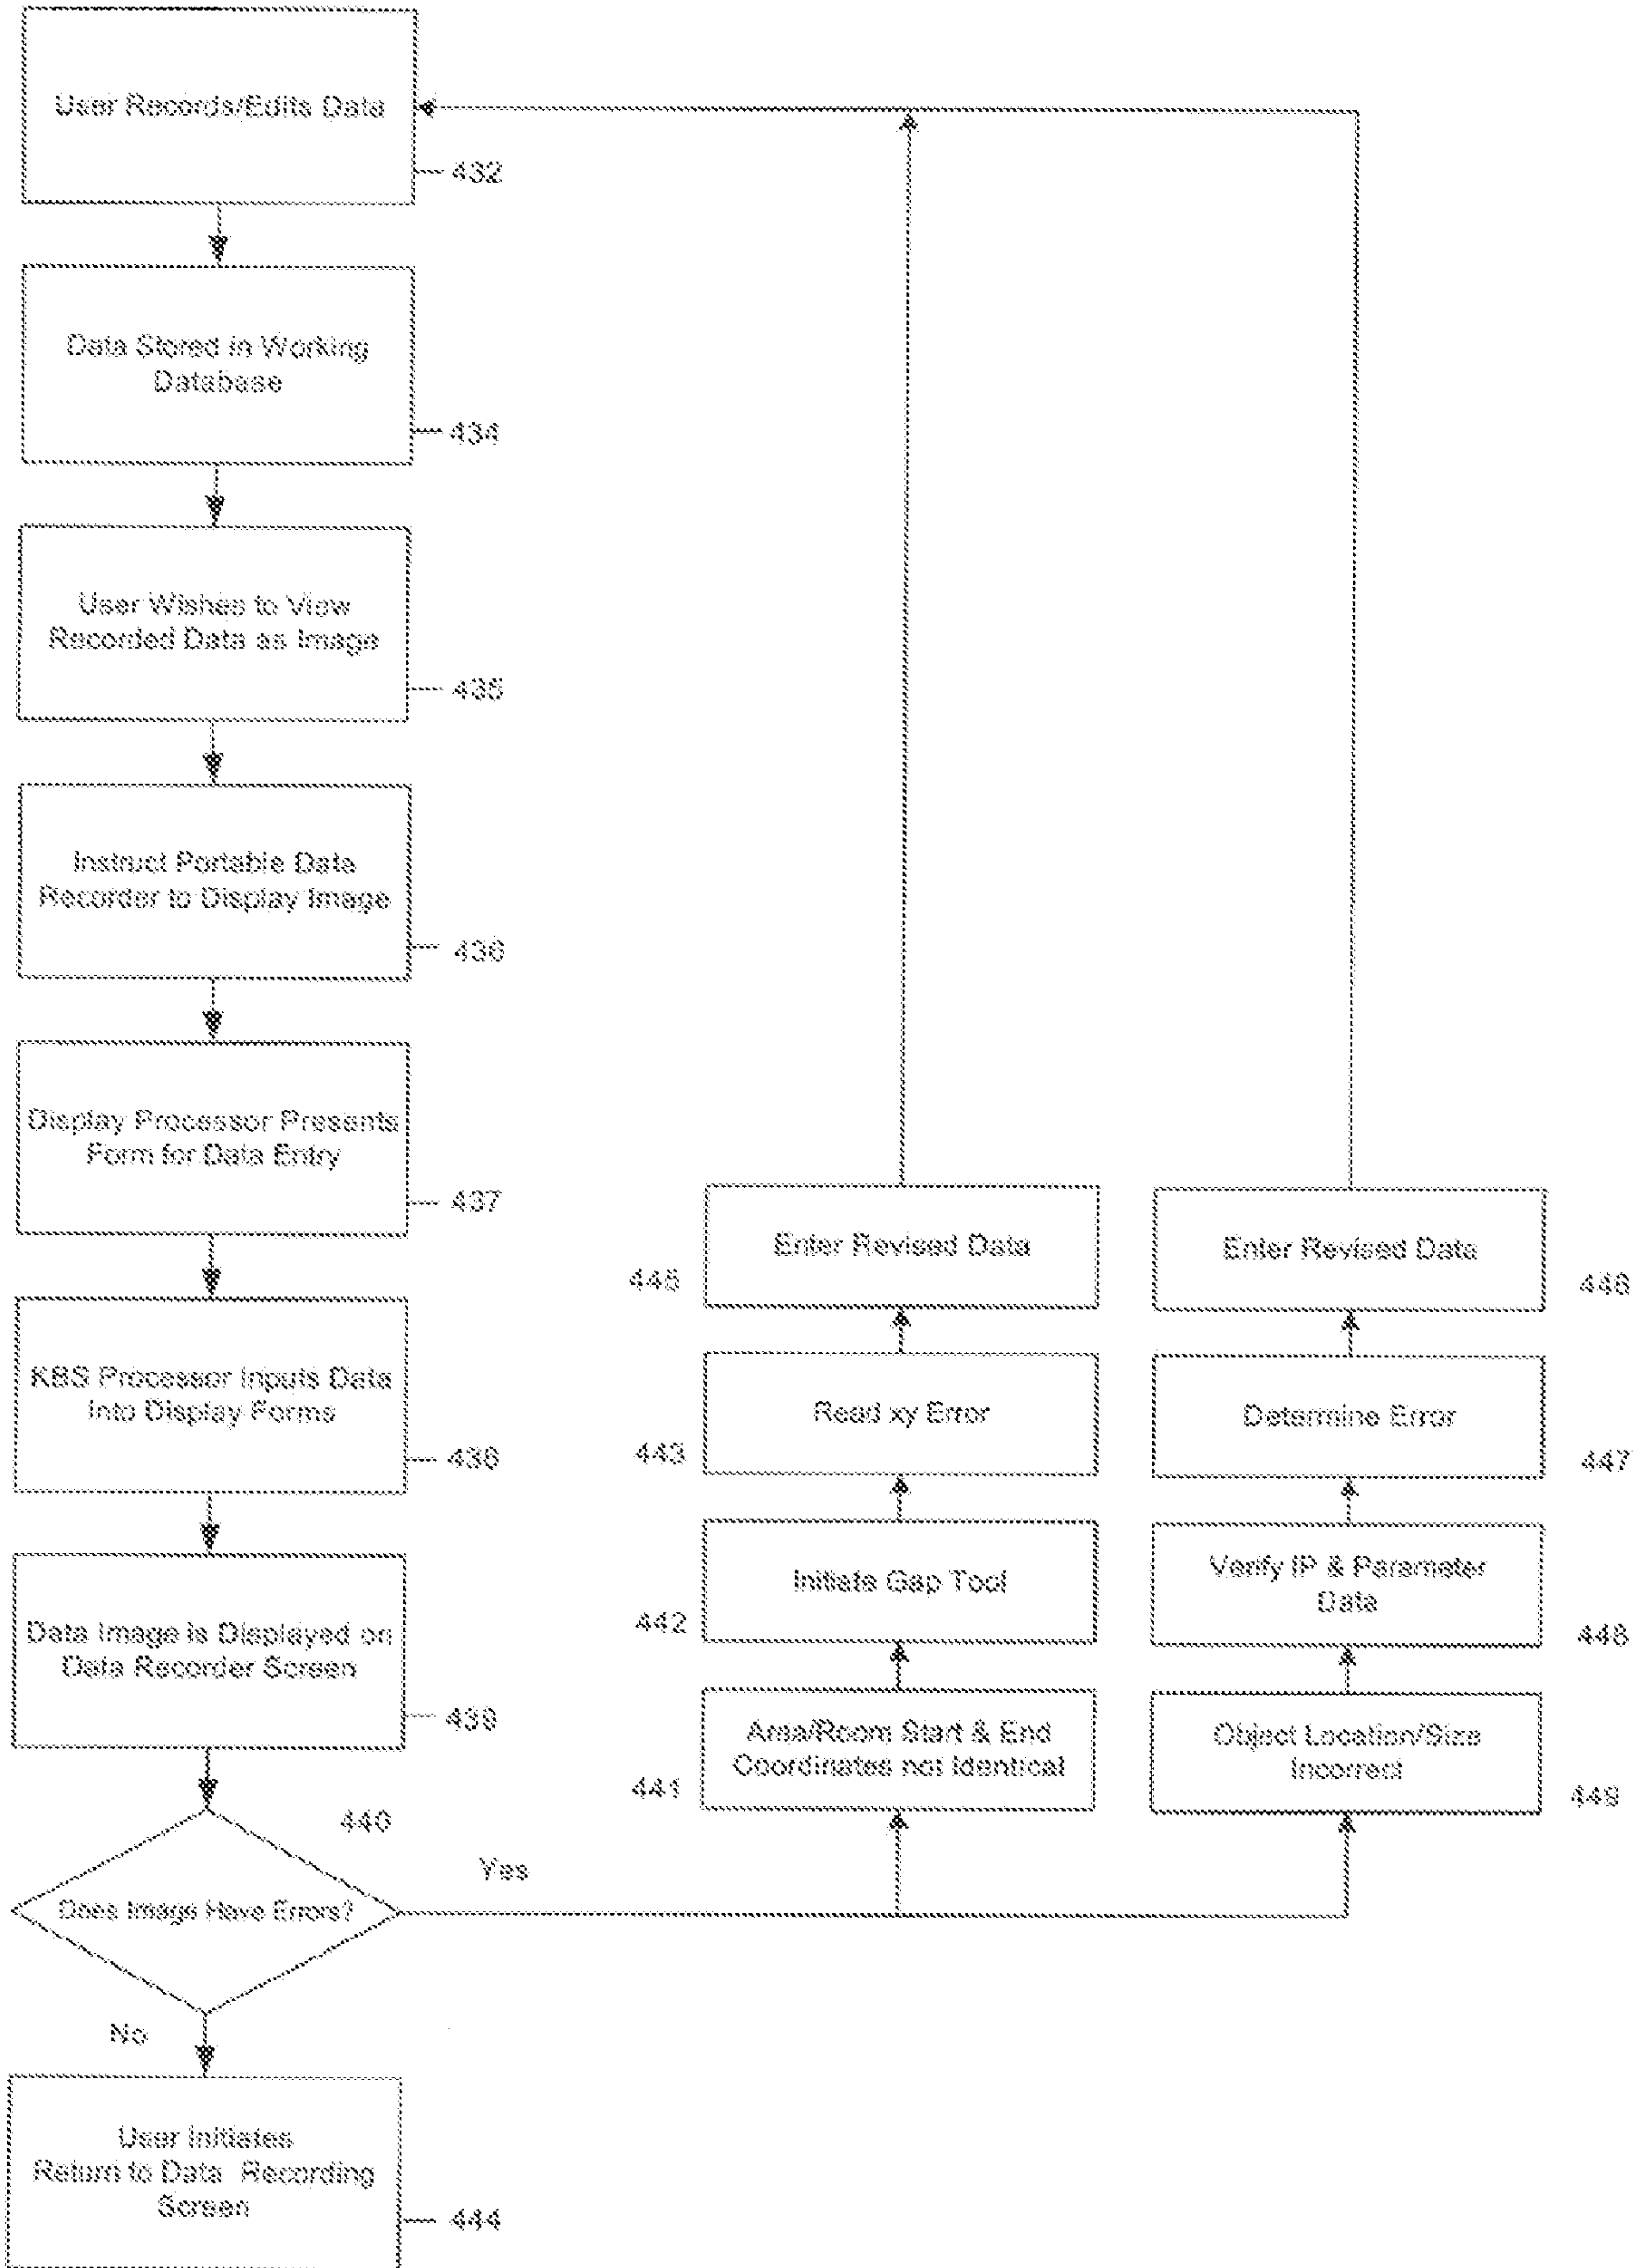 User Records/Edits Data
432
Data Stored in Working
Database
434
User Wishes to View
Recorded Data as Image
435
Instruct Portable Data
Recorder to Display Image
436
Display Processor Presents
Form for Data Entry
437
KBS Processor Inputs Data
Into Display Forms
438
Data Image is Displayed on
Data Recorder Screen
439
440
Does Image Have Errors?
Yes
No
User Initiates
Return to Data Recording
Screen
444
Enter Revised Data
445
Read xy Error
443
Initiate Gap Tool
442
Area/Room Start & End
Coordinates not Identical
441
Enter Revised Data
446
Determine Error
447
Verify IP & Parameter
Data
448
Object Location/Size
Incorrect
449